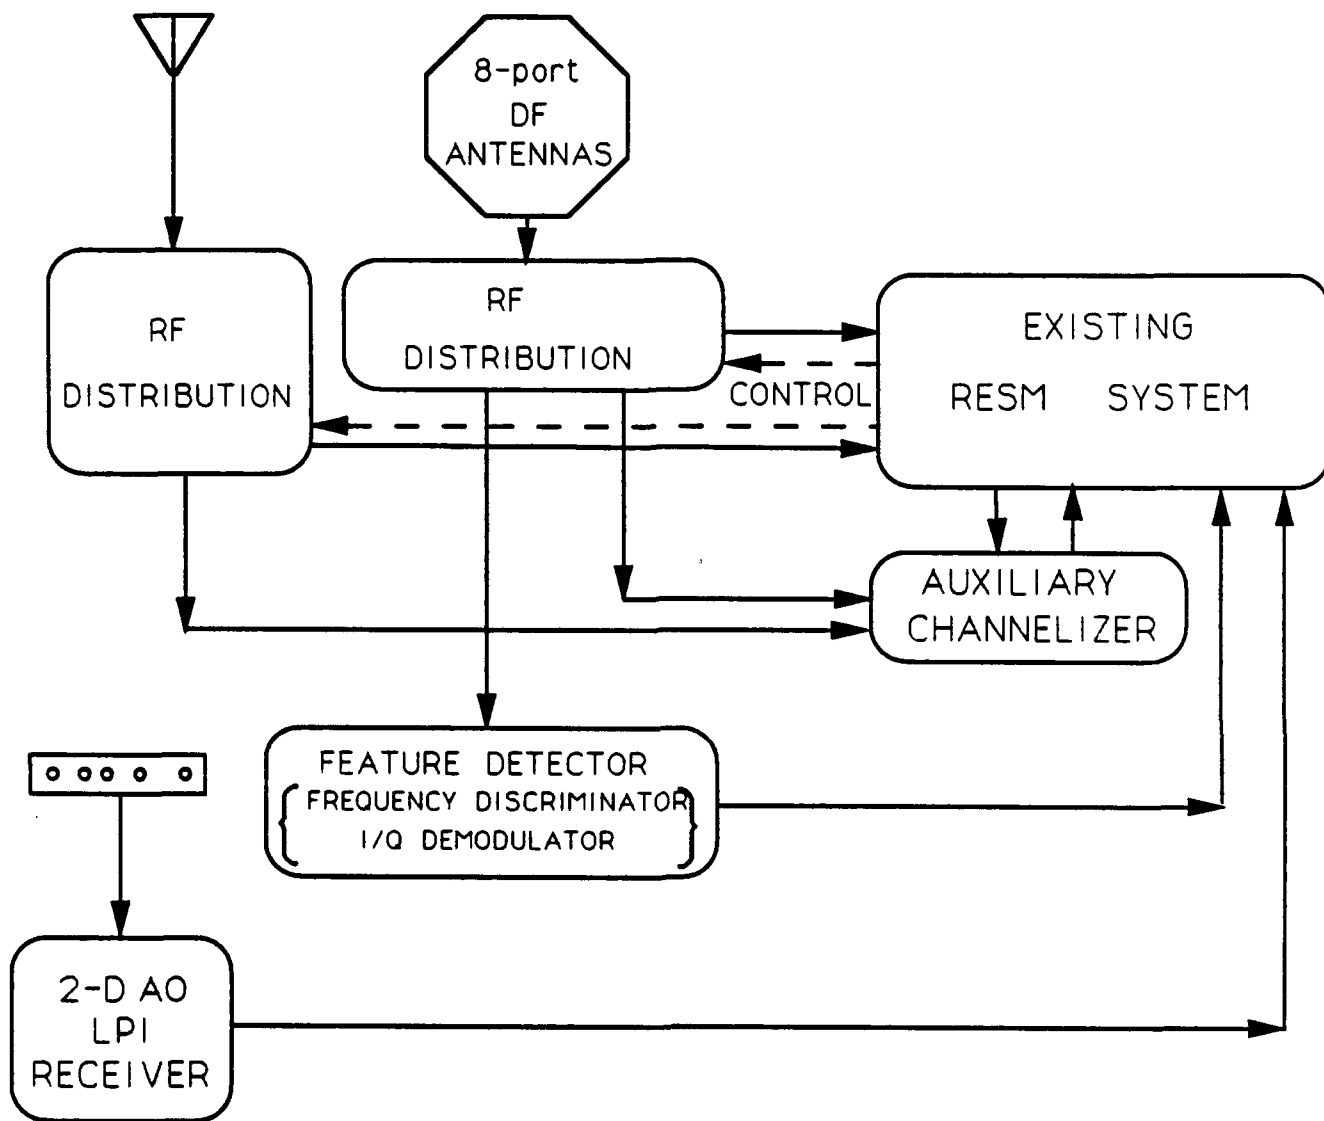 8-port
DF
ANTENNAS
RF
DISTRIBUTION
RF
DISTRIBUTION
CONTROL
EXISTING
RESM SYSTEM
AUXILIARY
CHANNELIZER
FEATURE DETECTOR
FREQUENCY DISCRIMINATOR
I/Q DEMODULATOR
2-D AO
LPI
RECEIVER